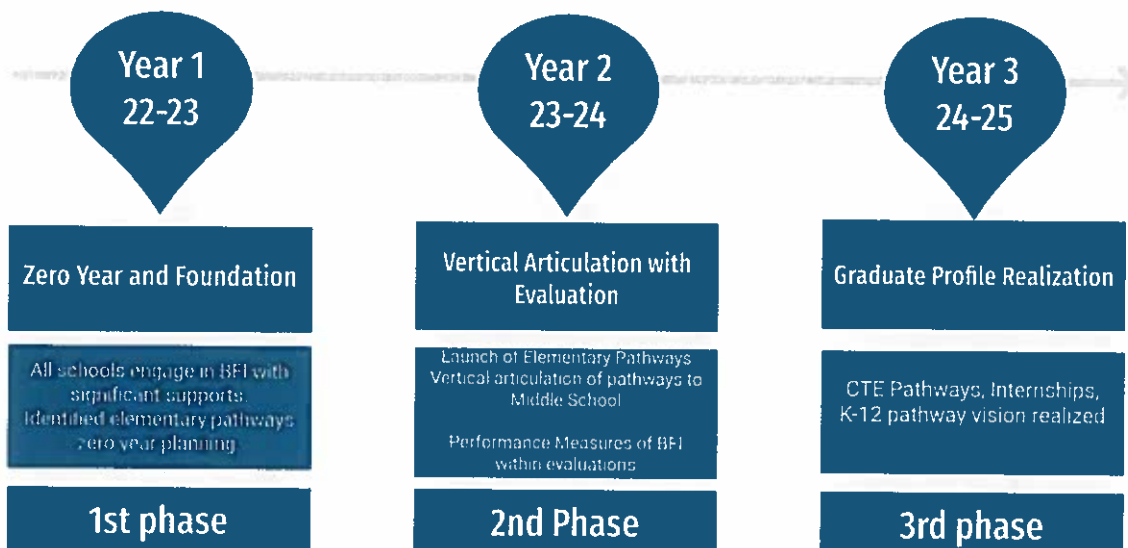 Year 1
22-23
Year 2
23-24
Year 3
24-25
Zero Year and Foundation
Vertical Articulation with
Evaluation
Graduate Profile Realization
All schools engage in BFI with
significant supports.
Identified elementary pathways
zero year planning
Launch of Elementary Pathways
Vertical articulation of pathways to
Middle School
Performance Measures of BFI
within evaluations
CTE Pathways, Internships,
K-12 pathway vision realized
1st phase
2nd Phase
3rd phase